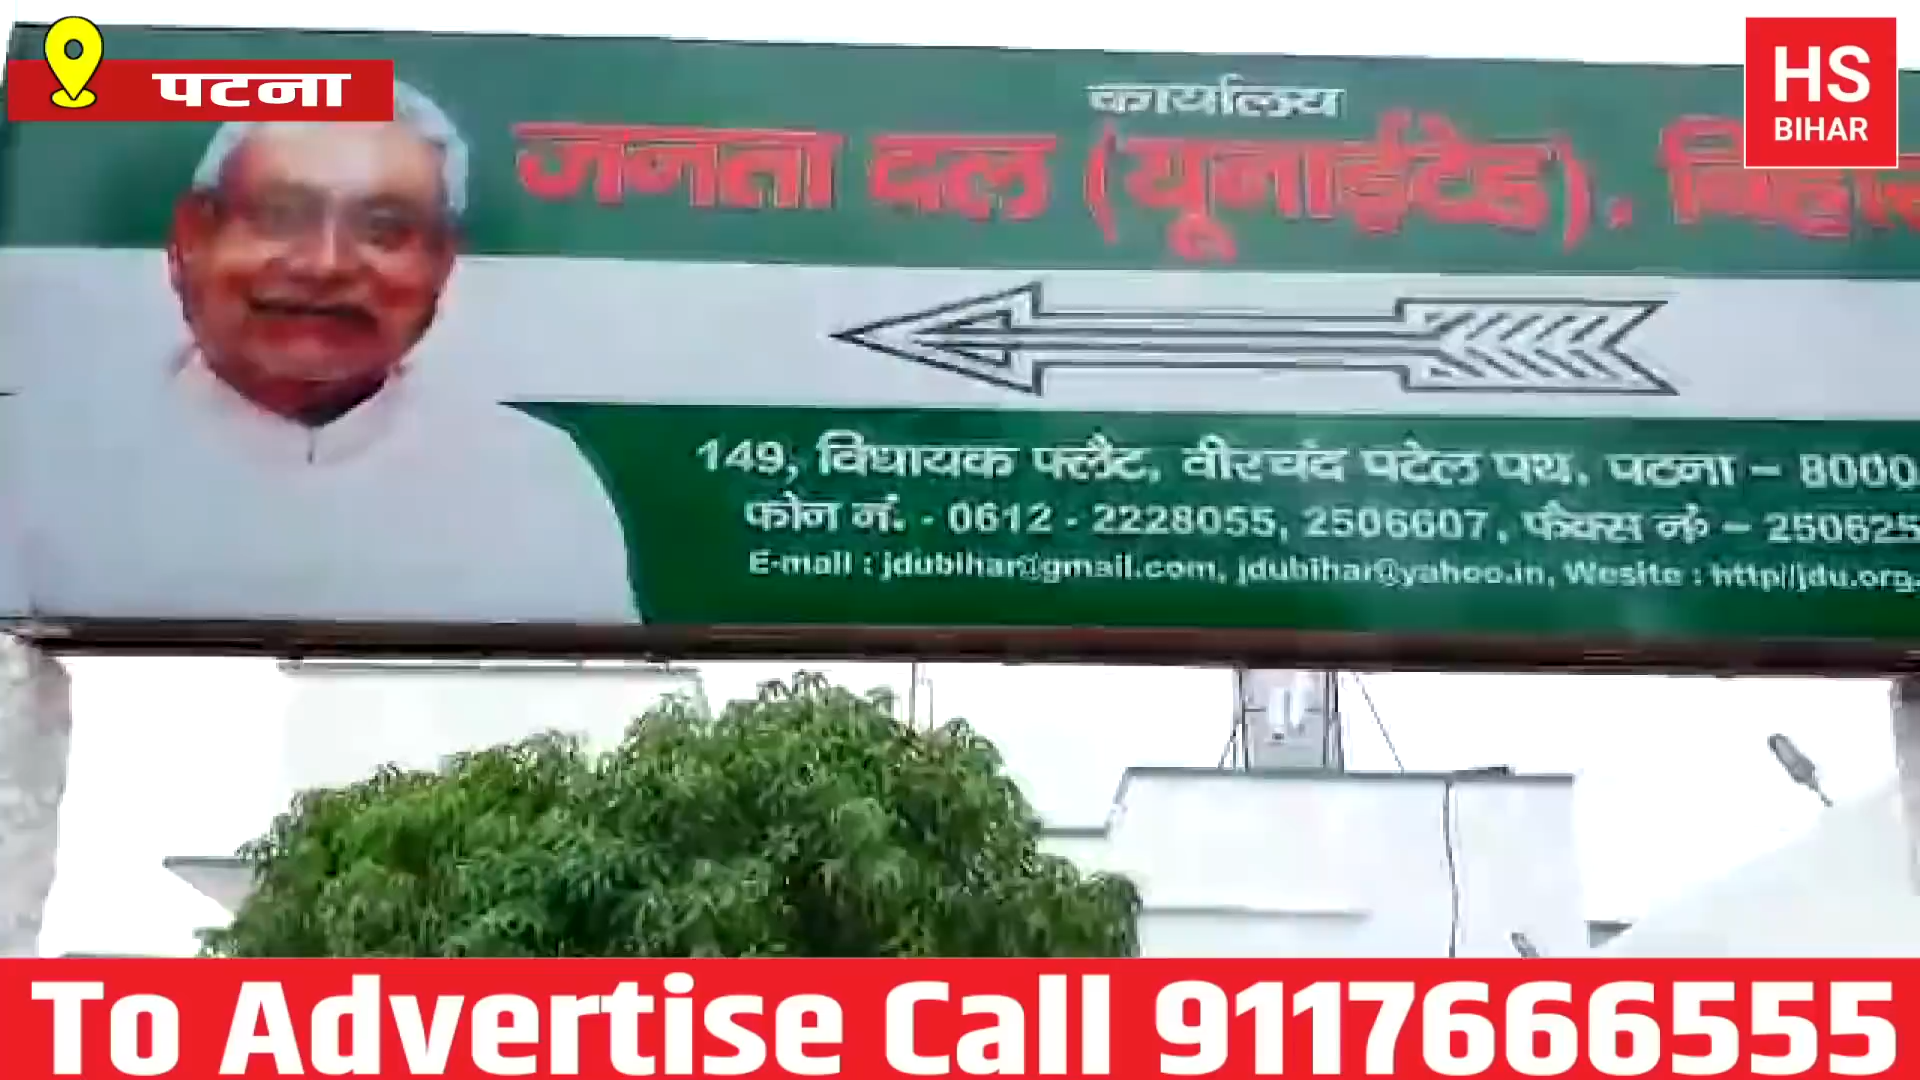 पटना
HS
BIHAR
कार्यालय
जनता दल (यूनाईटेड), बिहार
149, विधायक फ्लैट, वीरचंद पटेल पथ, पटना – 8000
फोन नं. - 0612 - 2228055, 2506607, फैक्स नं – 250625
E-mail : jdubihar@gmail.com, jdubihar@yahoo.in, Wesite : http//jdu.org.
To Advertise Call 9117666555